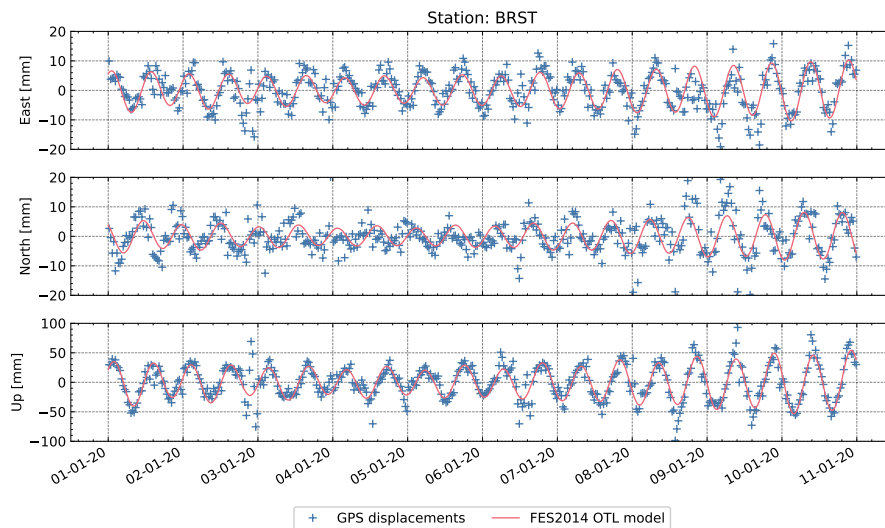 Station: BRST
20
10
0
−10
−20
East [mm]
20
10
0
−10
−20
North [mm]
100
50
0
−50
−100
Up [mm]
01-01-20 02-01-20 03-01-20 04-01-20 05-01-20 06-01-20 07-01-20 08-01-20 09-01-20 10-01-20 11-01-20
GPS displacements FES2014 OTL model